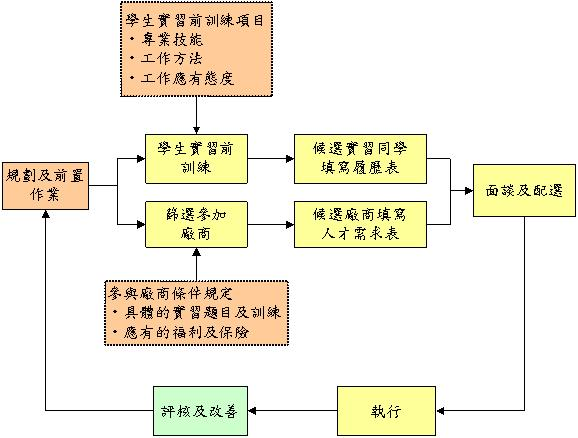 學生實習前訓練項目
・專業技能
・工作方法
・工作應有態度
學生實習前
訓練
候選實習同學
填寫履歷表
規劃及前置
作業
面談及配選
篩選參加
廠商
候選廠商填寫
人才需求表
參與廠商條件規定
・具體的實習題目及訓練
・應有的福利及保險
評核及改善
執行